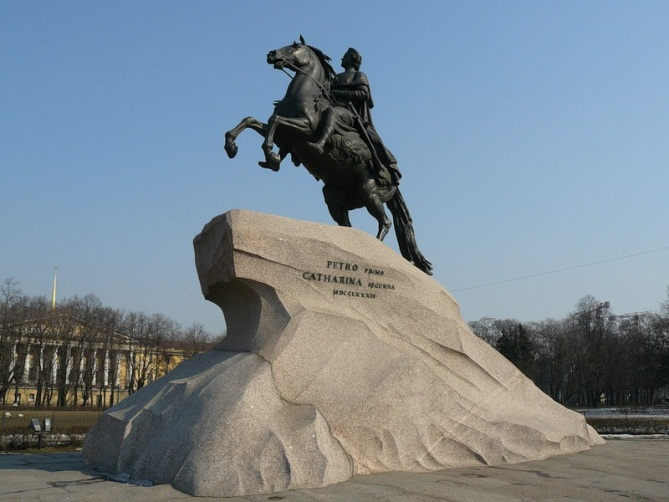 PETRO PRIMO
CATHARINA SECUNDA
MDCCLXXXII